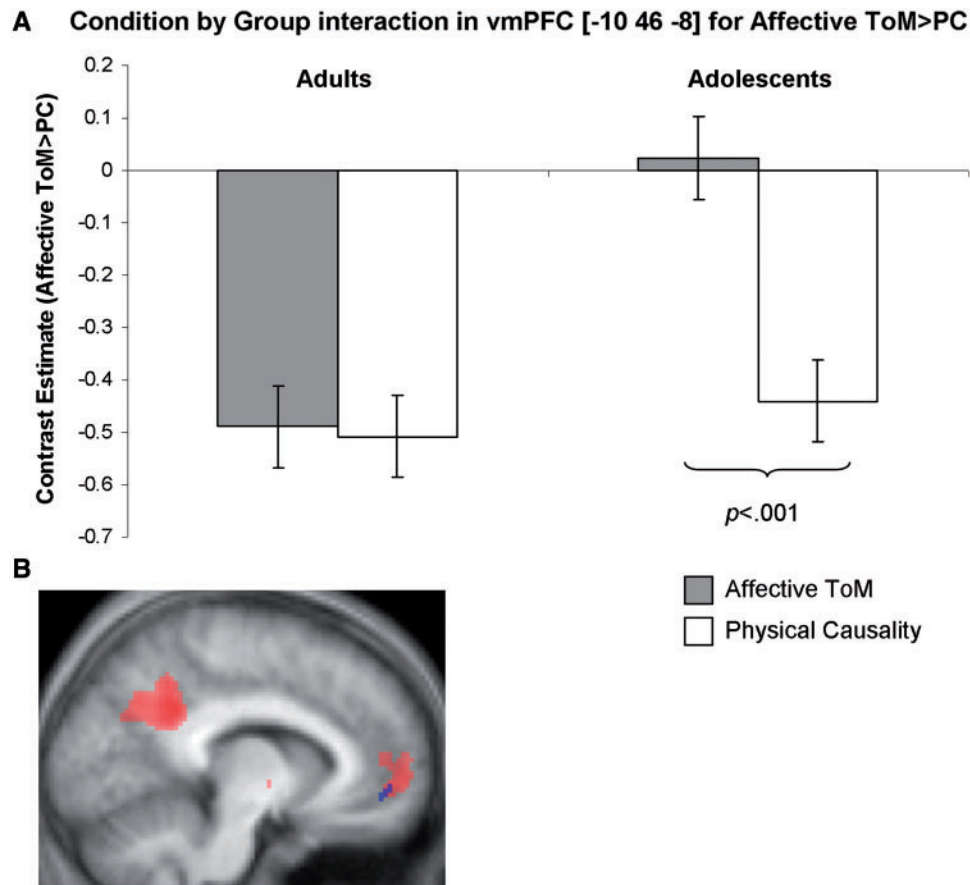 A Condition by Group interaction in vmPFC [-10 46 -8] for Affective ToM>PC
Contrast Estimate (Affective ToM>PC)
0.2
0.1
0
-0.1
-0.2
-0.3
-0.4
-0.5
-0.6
-0.7
Adults
Adolescents
p<.001
Affective ToM
Physical Causality
B